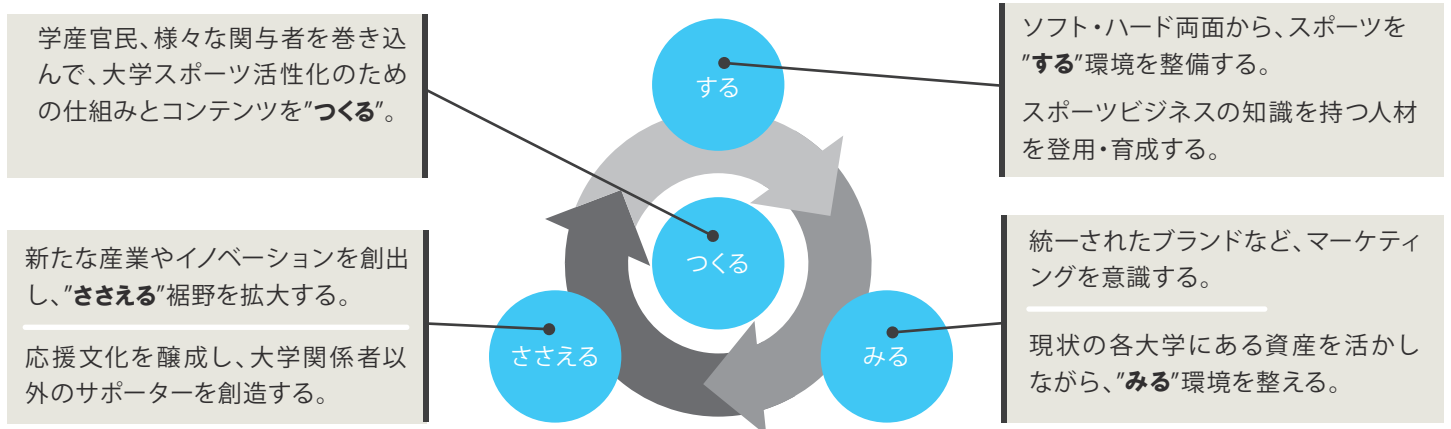 学産官民、様々な関与者を巻き込
んで、大学スポーツ活性化のため
の仕組みとコンテンツを"つくる"。
する
ソフト・ハード両面から、スポーツを
"する"環境を整備する。
スポーツビジネスの知識を持つ人材
を登用・育成する。
つくる
新たな産業やイノベーションを創出
し、"ささえる"裾野を拡大する。
応援文化を醸成し、大学関係者以
外のサポーターを創造する。
ささえる
みる
統一されたブランドなど、マーケティ
ングを意識する。
現状の各大学にある資産を活かし
ながら、"みる"環境を整える。